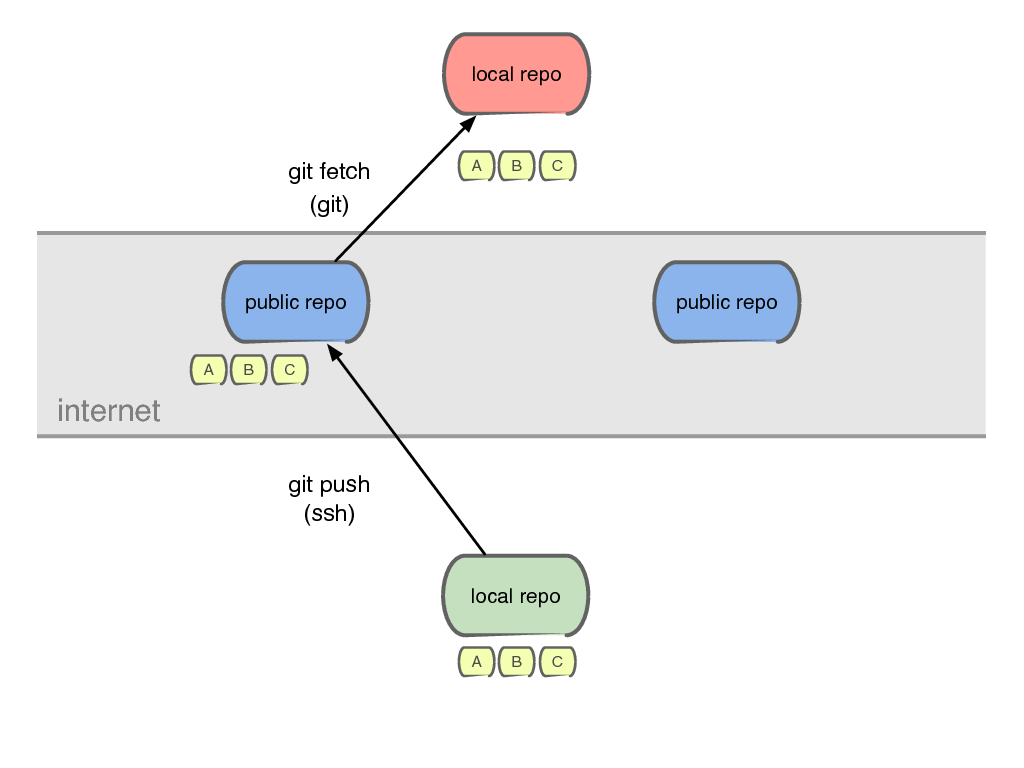 local repo
A B C
git fetch
(git)
public repo
public repo
A B C
internet
git push
(ssh)
local repo
A B C